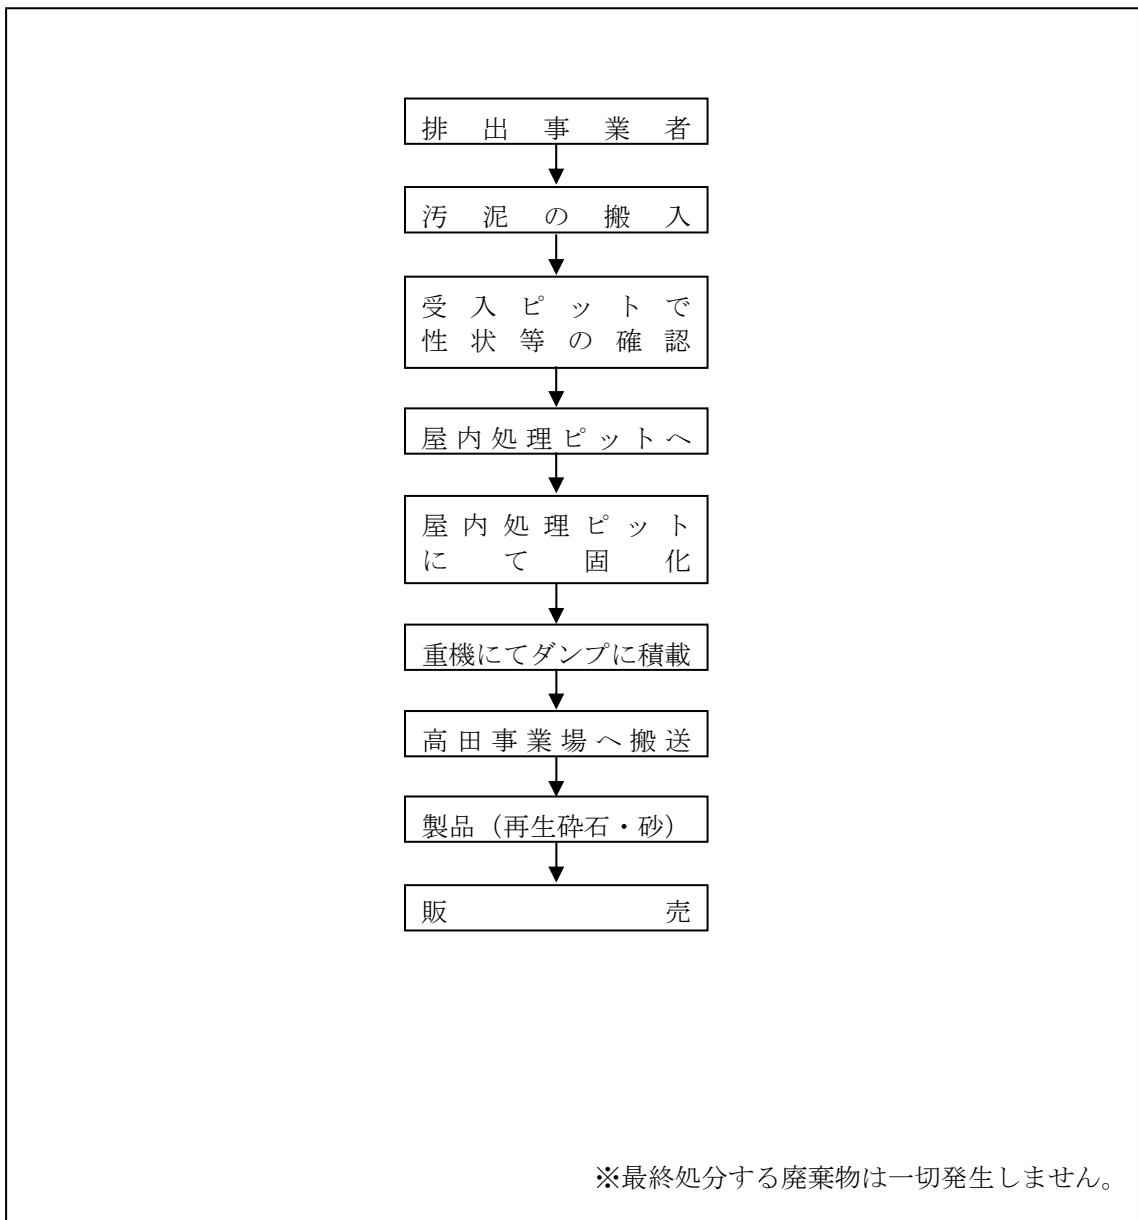 排出事業者
汚泥の搬入
受入ピットで
性状等の確認
屋内処理ピットへ
屋内処理ピット
にて固化
重機にてダンプに積載
高田事業場へ搬送
製品（再生砕石・砂）
販売
※最終処分する廃棄物は一切発生しません。